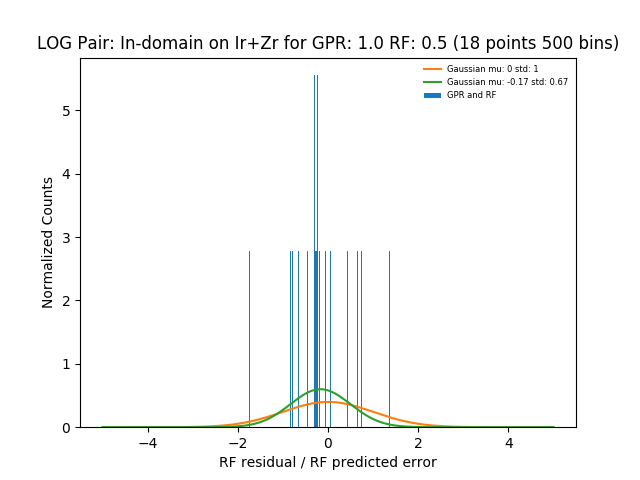 LOG Pair: In-domain on Ir+Zr for GPR: 1.0 RF: 0.5 (18 points 500 bins)
Gaussian mu: 0 std: 1
Gaussian mu: -0.17 std: 0.67
GPR and RF
Normalized Counts
5
4
3
2
1
0
−4 −2 0 2 4
RF residual / RF predicted error